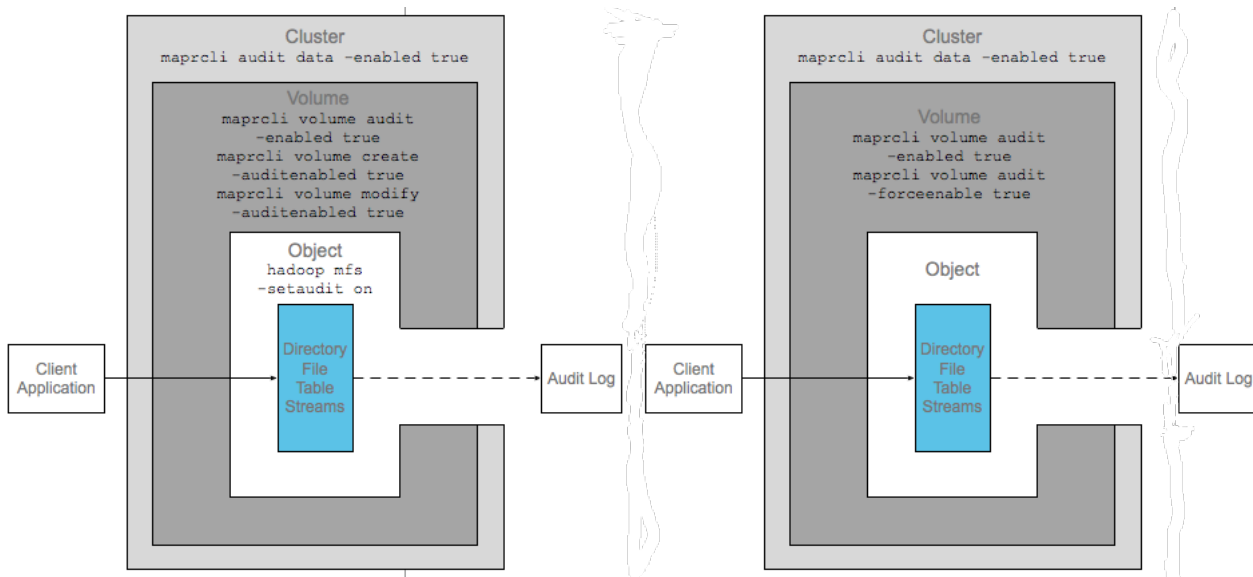 Cluster
maprcli audit data -enabled true
Volume
maprcli volume audit
-enabled true
maprcli volume create
-auditenabled true
maprcli volume modify
-auditenabled true
Object
hadoop mfs
-setaudit on
Directory
File
Table
Streams
Client
Application
Audit Log
Cluster
maprcli audit data -enabled true
Volume
maprcli volume audit
-enabled true
maprcli volume audit
-forceenable true
Object
Directory
File
Table
Streams
Client
Application
Audit Log